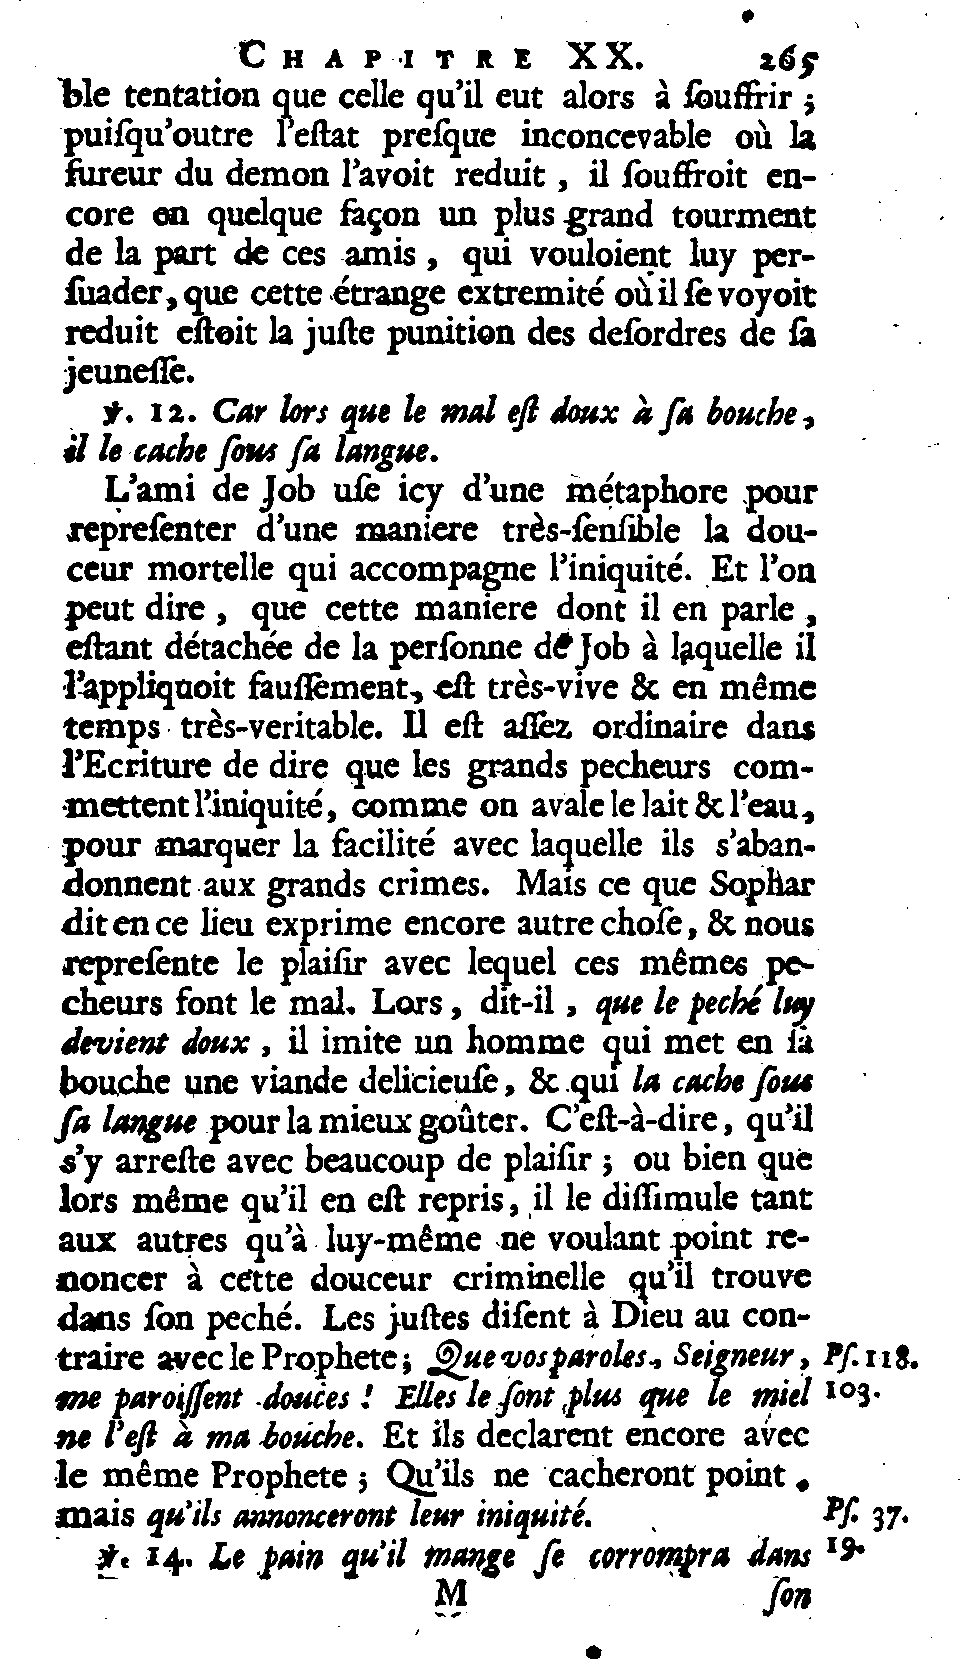 CHAPITRE XX. 265
ble tentation que celle qu'il eut alors à ſouffrir ;
puiſqu'outre l'eſtat preſque inconcevable où la
fureur du demon l'avoit reduit, il ſouffroit en-
core en quelque façon un plus grand tourment
de la part de ces amis, qui vouloient luy per-
ſuader, que cette étrange extremité où il ſe voyoit
reduit eſtoit la juſte punition des deſordres de ſa
jeuneſſe.
℣. 12. Car lors que le mal eſt doux à ſa bouche,
il le cache ſous ſa langue.
L'ami de Job uſe icy d'une métaphore pour
repreſenter d'une maniere très-ſenſible la dou-
ceur mortelle qui accompagne l'iniquité. Et l'on
peut dire, que cette maniere dont il en parle,
eſtant détachée de la perſonne de Job à laquelle il
l'appliquoit fauſſement, eſt très-vive & en même
temps très-veritable. Il eſt aſſez ordinaire dans
l'Ecriture de dire que les grands pecheurs com-
mettent l'iniquité, comme on avale le lait & l'eau,
pour marquer la facilité avec laquelle ils s'aban-
donnent aux grands crimes. Mais ce que Sophar
dit en ce lieu exprime encore autre choſe, & nous
repreſente le plaiſir avec lequel ces mêmes pe-
cheurs font le mal. Lors, dit-il, que le peché luy
devient doux, il imite un homme qui met en ſa
bouche une viande delicieuſe, & qui la cache ſous
ſa langue pour la mieux goûter. C'eſt-à-dire, qu'il
s'y arreſte avec beaucoup de plaiſir ; ou bien que
lors même qu'il en eſt repris, il le diſſimule tant
aux autres qu'à luy-même ne voulant point re-
noncer à cette douceur criminelle qu'il trouve
dans ſon peché. Les juſtes diſent à Dieu au con-
traire avec le Prophete ; Que vos paroles, Seigneur, Pſ. 118.
me paroiſſent douces ! Elles le ſont plus que le miel 103.
ne l'eſt à ma bouche. Et ils declarent encore avec
le même Prophete ; Qu'ils ne cacheront point,
mais qu'ils annonceront leur iniquité. Pſ. 37.
℣. 14. Le pain qu'il mange ſe corrompra dans 19.
M ſon